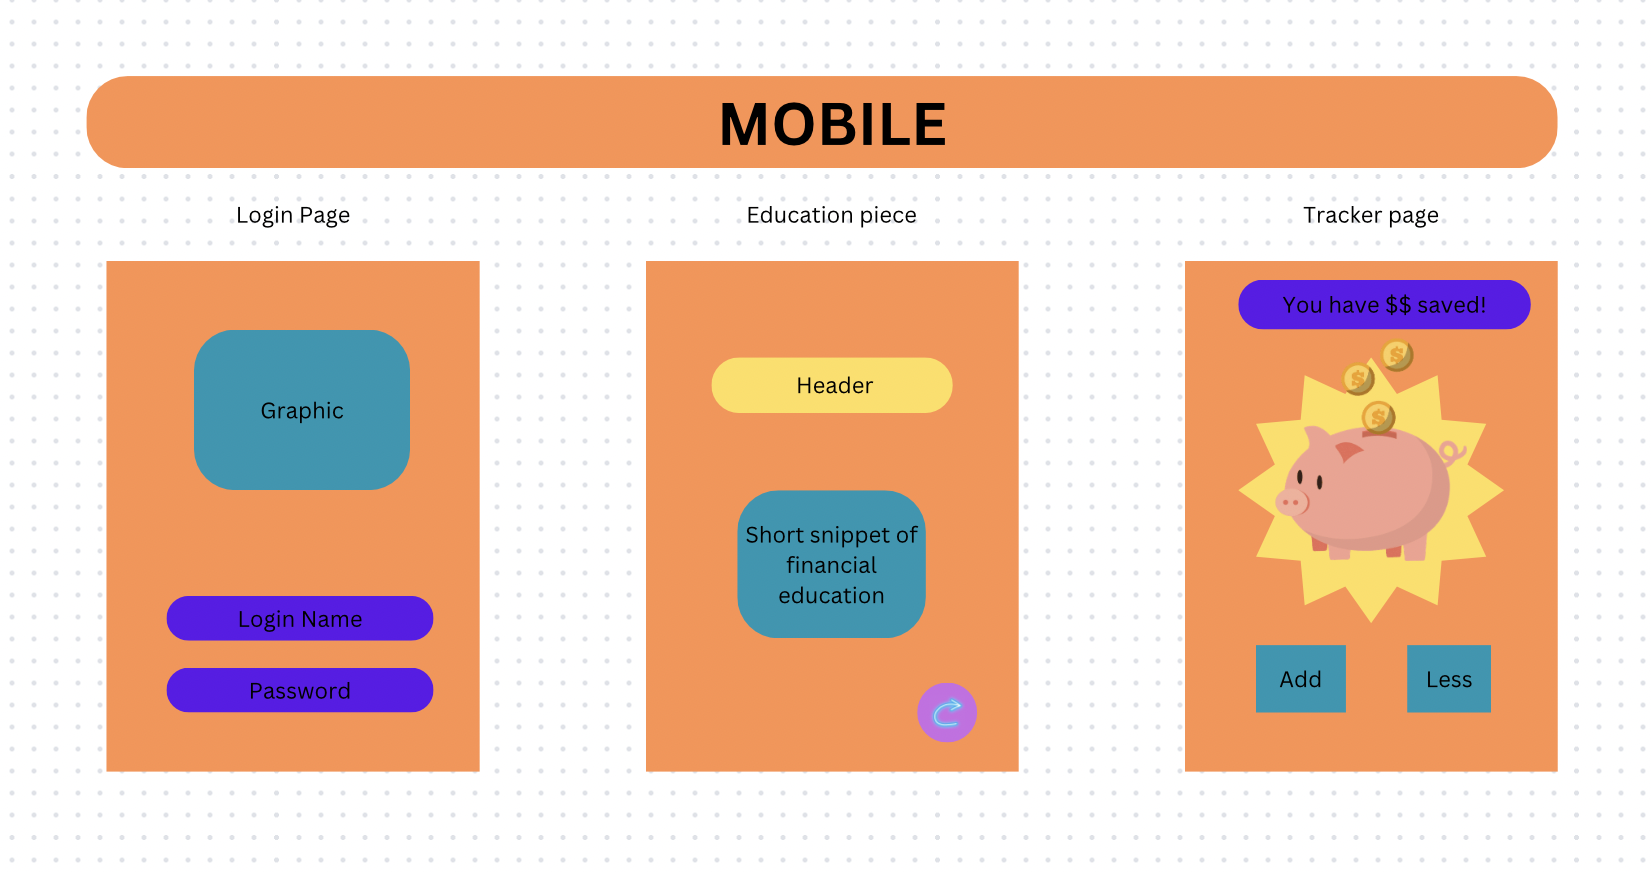 MOBILE
Login Page
Education piece
Tracker page
Graphic
Login Name
Password
Header
Short snippet of
financial
education
You have $$ saved!
$
$
$
Add
Less